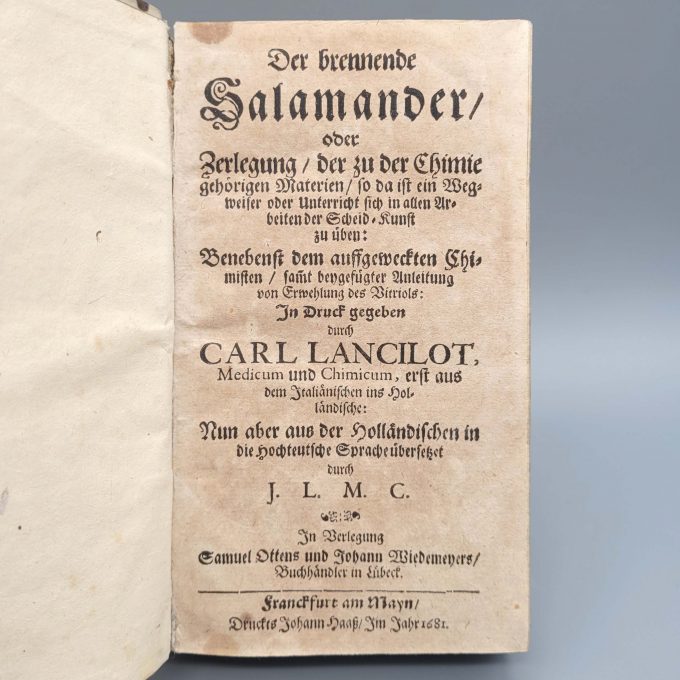 Der brennende
Salamander/
oder
Zerlegung / der zu der Chimie
gehörigen Materien / so da ist ein Weg-
weiser oder Unterricht sich in allen Ar-
beiten der Scheid-Kunst
zu üben:
Benebenst dem auffgeweckten Chi-
misten / sam̄t beygefügter Anleitung
von Erwehlung des Vitriols:
In Druck gegeben
durch
CARL LANCILOT,
Medicum und Chimicum, erst aus
dem Italiänischen ins Hol-
ländische:
Nun aber aus der Holländischen in
die Hochteutsche Sprache übersetzet
durch
J. L. M. C.
In Verlegung
Samuel Ottens und Johann Wiedemeyers/
Buchhändler in Lübeck.
Franckfurt am Mayn/
Druckts Johann Haaß/ Im Jahr 1681.